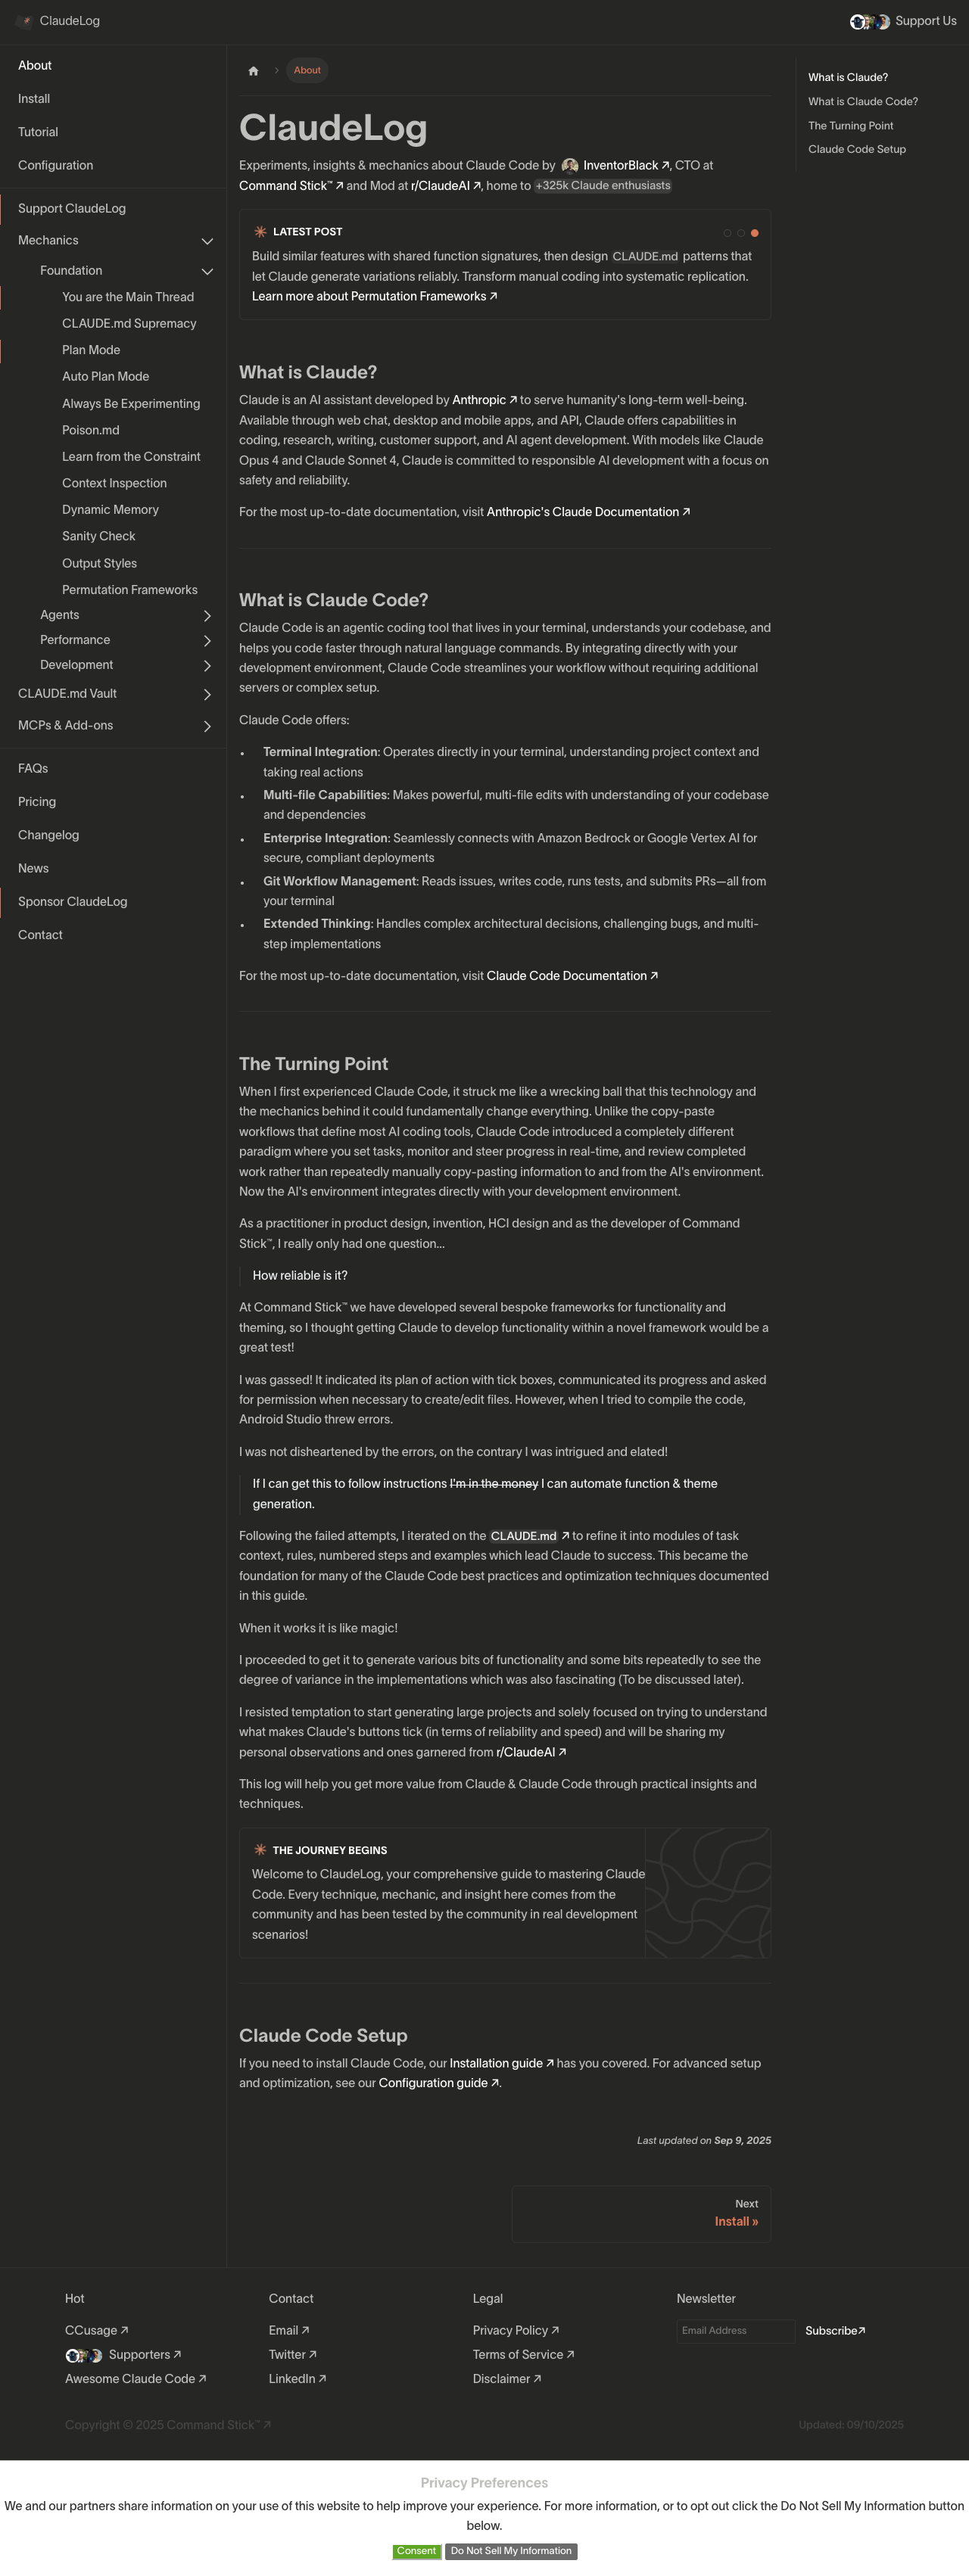 ClaudeLog
Support Us
About
Install
Tutorial
Configuration
Support ClaudeLog
Mechanics
Foundation
You are the Main Thread
CLAUDE.md Supremacy
Plan Mode
Auto Plan Mode
Always Be Experimenting
Poison.md
Learn from the Constraint
Context Inspection
Dynamic Memory
Sanity Check
Output Styles
Permutation Frameworks
Agents
Performance
Development
CLAUDE.md Vault
MCPs & Add-ons
FAQs
Pricing
Changelog
News
Sponsor ClaudeLog
Contact
About
ClaudeLog
Experiments, insights & mechanics about Claude Code by InventorBlack ↗, CTO at
Command Stick™ ↗ and Mod at r/ClaudeAI ↗, home to +325k Claude enthusiasts
LATEST POST
Build similar features with shared function signatures, then design CLAUDE.md patterns that
let Claude generate variations reliably. Transform manual coding into systematic replication.
Learn more about Permutation Frameworks ↗
What is Claude?
Claude is an AI assistant developed by Anthropic ↗ to serve humanity's long-term well-being.
Available through web chat, desktop and mobile apps, and API, Claude offers capabilities in
coding, research, writing, customer support, and AI agent development. With models like Claude
Opus 4 and Claude Sonnet 4, Claude is committed to responsible AI development with a focus on
safety and reliability.
For the most up-to-date documentation, visit Anthropic's Claude Documentation ↗
What is Claude Code?
Claude Code is an agentic coding tool that lives in your terminal, understands your codebase, and
helps you code faster through natural language commands. By integrating directly with your
development environment, Claude Code streamlines your workflow without requiring additional
servers or complex setup.
Claude Code offers:
• Terminal Integration: Operates directly in your terminal, understanding project context and
taking real actions
• Multi-file Capabilities: Makes powerful, multi-file edits with understanding of your codebase
and dependencies
• Enterprise Integration: Seamlessly connects with Amazon Bedrock or Google Vertex AI for
secure, compliant deployments
• Git Workflow Management: Reads issues, writes code, runs tests, and submits PRs—all from
your terminal
• Extended Thinking: Handles complex architectural decisions, challenging bugs, and multi-
step implementations
For the most up-to-date documentation, visit Claude Code Documentation ↗
The Turning Point
When I first experienced Claude Code, it struck me like a wrecking ball that this technology and
the mechanics behind it could fundamentally change everything. Unlike the copy-paste
workflows that define most AI coding tools, Claude Code introduced a completely different
paradigm where you set tasks, monitor and steer progress in real-time, and review completed
work rather than repeatedly manually copy-pasting information to and from the AI's environment.
Now the AI's environment integrates directly with your development environment.
As a practitioner in product design, invention, HCI design and as the developer of Command
Stick™, I really only had one question...
How reliable is it?
At Command Stick™ we have developed several bespoke frameworks for functionality and
theming, so I thought getting Claude to develop functionality within a novel framework would be a
great test!
I was gassed! It indicated its plan of action with tick boxes, communicated its progress and asked
for permission when necessary to create/edit files. However, when I tried to compile the code,
Android Studio threw errors.
I was not disheartened by the errors, on the contrary I was intrigued and elated!
If I can get this to follow instructions I'm in the money I can automate function & theme
generation.
Following the failed attempts, I iterated on the CLAUDE.md ↗ to refine it into modules of task
context, rules, numbered steps and examples which lead Claude to success. This became the
foundation for many of the Claude Code best practices and optimization techniques documented
in this guide.
When it works it is like magic!
I proceeded to get it to generate various bits of functionality and some bits repeatedly to see the
degree of variance in the implementations which was also fascinating (To be discussed later).
I resisted temptation to start generating large projects and solely focused on trying to understand
what makes Claude's buttons tick (in terms of reliability and speed) and will be sharing my
personal observations and ones garnered from r/ClaudeAI ↗
This log will help you get more value from Claude & Claude Code through practical insights and
techniques.
THE JOURNEY BEGINS
Welcome to ClaudeLog, your comprehensive guide to mastering Claude
Code. Every technique, mechanic, and insight here comes from the
community and has been tested by the community in real development
scenarios!
Claude Code Setup
If you need to install Claude Code, our Installation guide ↗ has you covered. For advanced setup
and optimization, see our Configuration guide ↗.
Last updated on Sep 9, 2025
Next
Install »
What is Claude?
What is Claude Code?
The Turning Point
Claude Code Setup
Hot
CCusage ↗
Supporters ↗
Awesome Claude Code ↗
Contact
Email ↗
Twitter ↗
LinkedIn ↗
Legal
Privacy Policy ↗
Terms of Service ↗
Disclaimer ↗
Newsletter
Email Address
Subscribe↗
Copyright © 2025 Command Stick™ ↗
Updated: 09/10/2025
Privacy Preferences
We and our partners share information on your use of this website to help improve your experience. For more information, or to opt out click the Do Not Sell My Information button
below.
Consent
Do Not Sell My Information